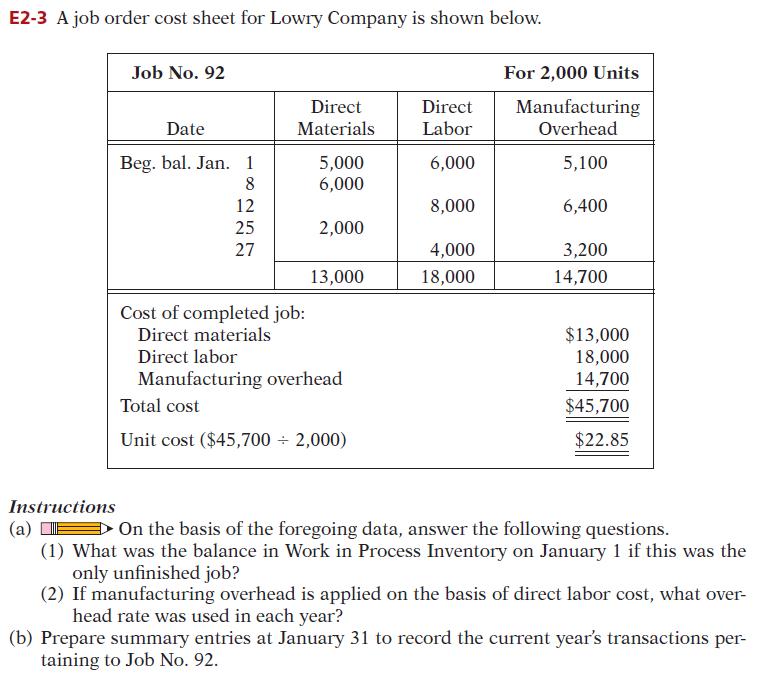 E2-3 A job order cost sheet for Lowry Company is shown below.
Job No. 92 For 2,000 Units
Direct Direct Manufacturing
Date Materials Labor Overhead
Beg. bal. Jan. 1 5,000 6,000 5,100
8 6,000
12 8,000 6,400
25 2,000
27 4,000 3,200
13,000 18,000 14,700
Cost of completed job:
Direct materials $13,000
Direct labor 18,000
Manufacturing overhead 14,700
Total cost $45,700
Unit cost ($45,700 ÷ 2,000) $22.85
Instructions
(a) On the basis of the foregoing data, answer the following questions.
(1) What was the balance in Work in Process Inventory on January 1 if this was the
only unfinished job?
(2) If manufacturing overhead is applied on the basis of direct labor cost, what over-
head rate was used in each year?
(b) Prepare summary entries at January 31 to record the current year's transactions per-
taining to Job No. 92.